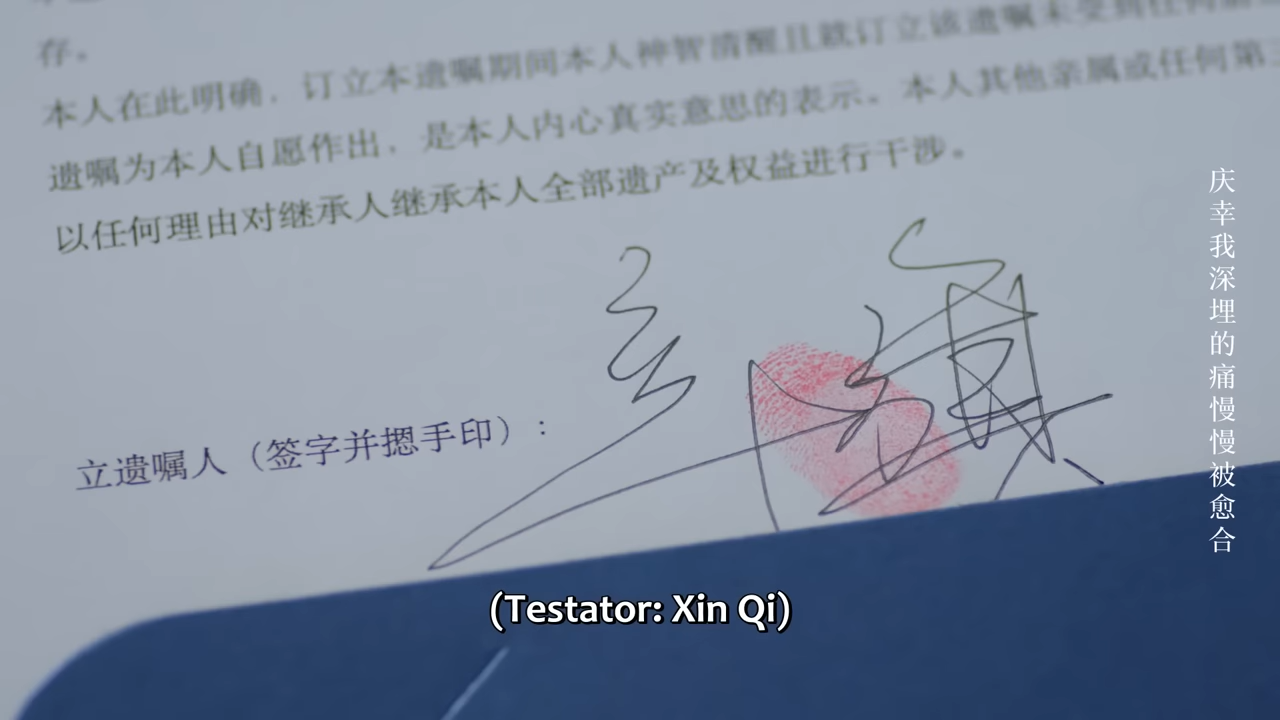 存。
本人在此明确，订立本遗嘱期间本人神智清醒且就订立该遗嘱未受到任何
遗嘱为本人自愿作出，是本人内心真实意思的表示。本人其他亲属或任何第三
以任何理由对继承人继承本人全部遗产及权益进行干涉。
立遗嘱人（签字并摁手印）：
庆幸我深埋的痛慢慢被愈合
(Testator: Xin Qi)